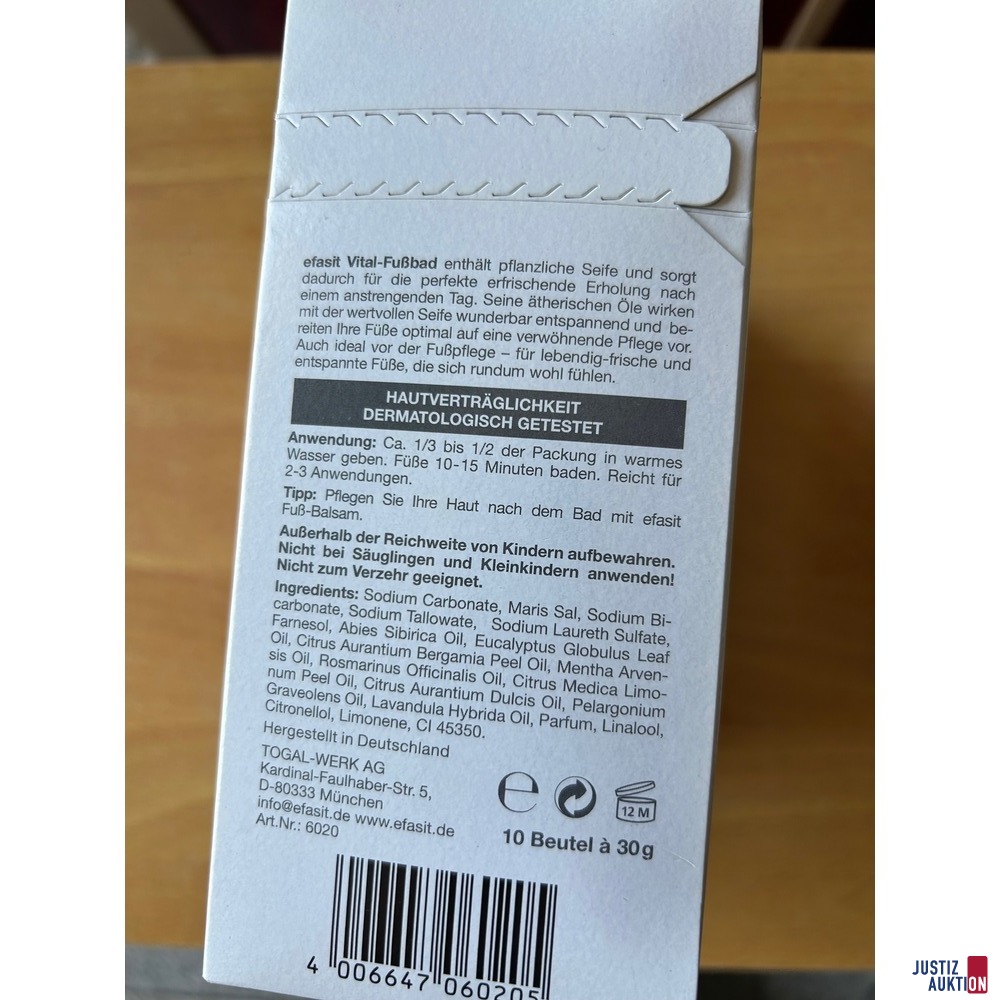 efasit Vital-Fußbad enthält pflanzliche Seife und sorgt
dadurch für die perfekte erfrischende Erholung nach
einem anstrengenden Tag. Seine ätherischen Öle wirken
mit der wertvollen Seife wunderbar entspannend und be-
reiten Ihre Füße optimal auf eine verwöhnende Pflege vor.
Auch ideal vor der Fußpflege – für lebendig-frische und
entspannte Füße, die sich rundum wohl fühlen.
HAUTVERTRÄGLICHKEIT
DERMATOLOGISCH GETESTET
Anwendung: Ca. 1/3 bis 1/2 der Packung in warmes
Wasser geben. Füße 10-15 Minuten baden. Reicht für
2-3 Anwendungen.
Tipp: Pflegen Sie Ihre Haut nach dem Bad mit efasit
Fuß-Balsam.
Außerhalb der Reichweite von Kindern aufbewahren.
Nicht bei Säuglingen und Kleinkindern anwenden!
Nicht zum Verzehr geeignet.
Ingredients: Sodium Carbonate, Maris Sal, Sodium Bi-
carbonate, Sodium Tallowate, Sodium Laureth Sulfate,
Farnesol, Abies Sibirica Oil, Eucalyptus Globulus Leaf
Oil, Citrus Aurantium Bergamia Peel Oil, Mentha Arven-
sis Oil, Rosmarinus Officinalis Oil, Citrus Medica Limo-
num Peel Oil, Citrus Aurantium Dulcis Oil, Pelargonium
Graveolens Oil, Lavandula Hybrida Oil, Parfum, Linalool,
Citronellol, Limonene, CI 45350.
Hergestellt in Deutschland
TOGAL-WERK AG
Kardinal-Faulhaber-Str. 5,
D-80333 München
info@efasit.de www.efasit.de
Art.Nr.: 6020
12 M
10 Beutel à 30 g
4 006647 060205
JUSTIZ
AUKTION